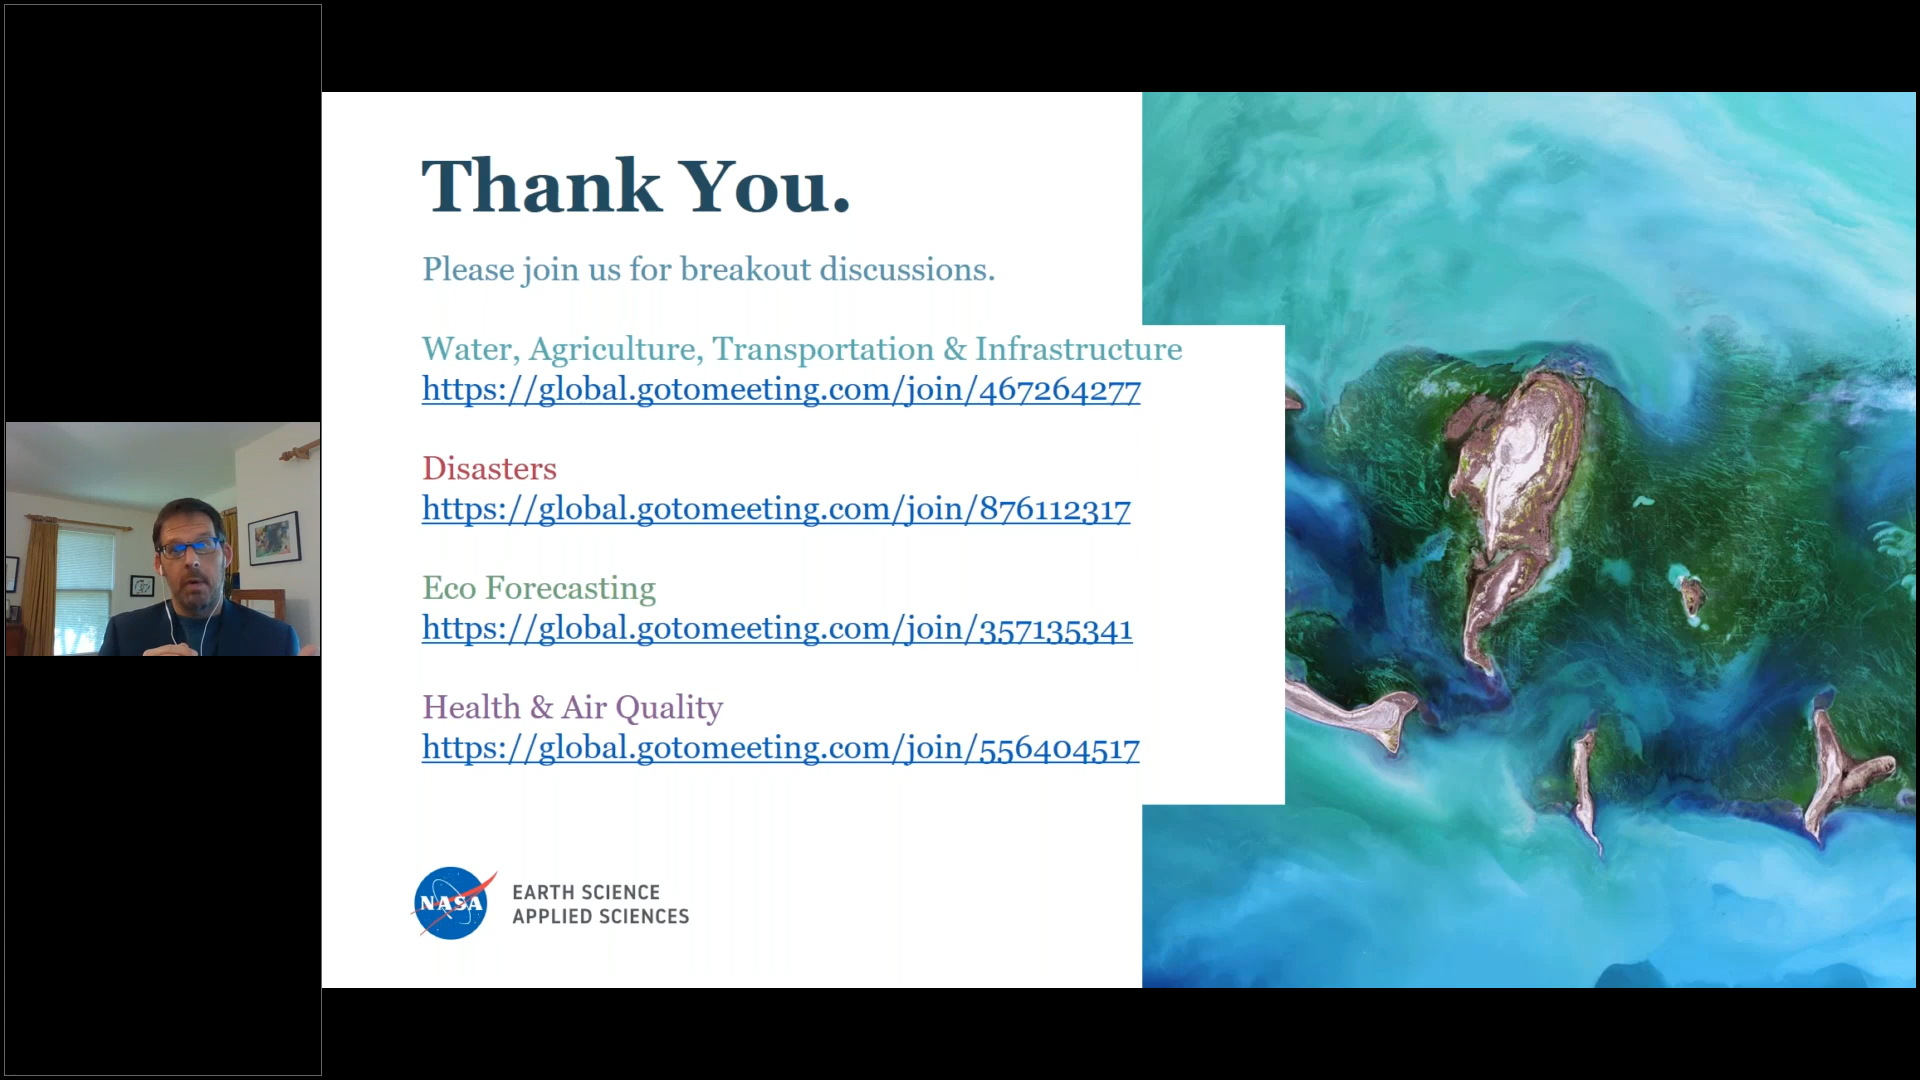 Thank You.
Please join us for breakout discussions.
Water, Agriculture, Transportation & Infrastructure
https://global.gotomeeting.com/join/467264277
Disasters
https://global.gotomeeting.com/join/876112317
Eco Forecasting
https://global.gotomeeting.com/join/357135341
Health & Air Quality
https://global.gotomeeting.com/join/556404517
NASA
EARTH SCIENCE
APPLIED SCIENCES